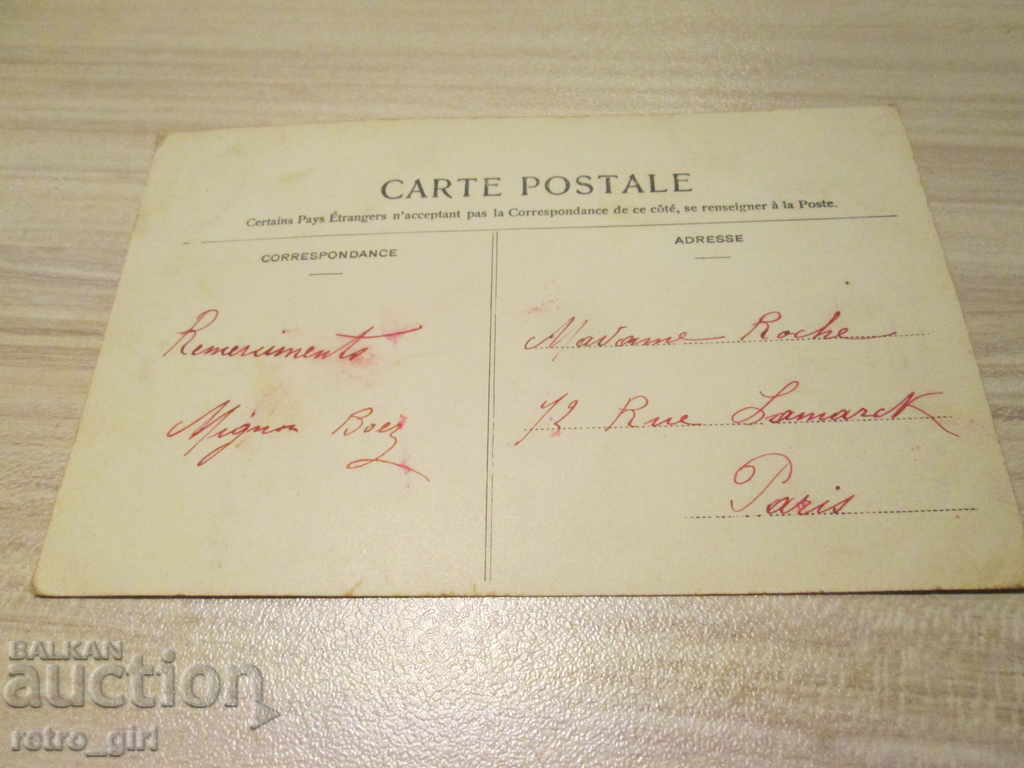 CARTE POSTALE
Certains Pays Étrangers n'acceptant pas la Correspondance de ce côté, se renseigner à la Poste.
CORRESPONDANCE
Remerciments
Mignon Boez
ADRESSE
Madame Roche
72 Rue Lamarck
Paris
BALKAN
auction
retro_girl